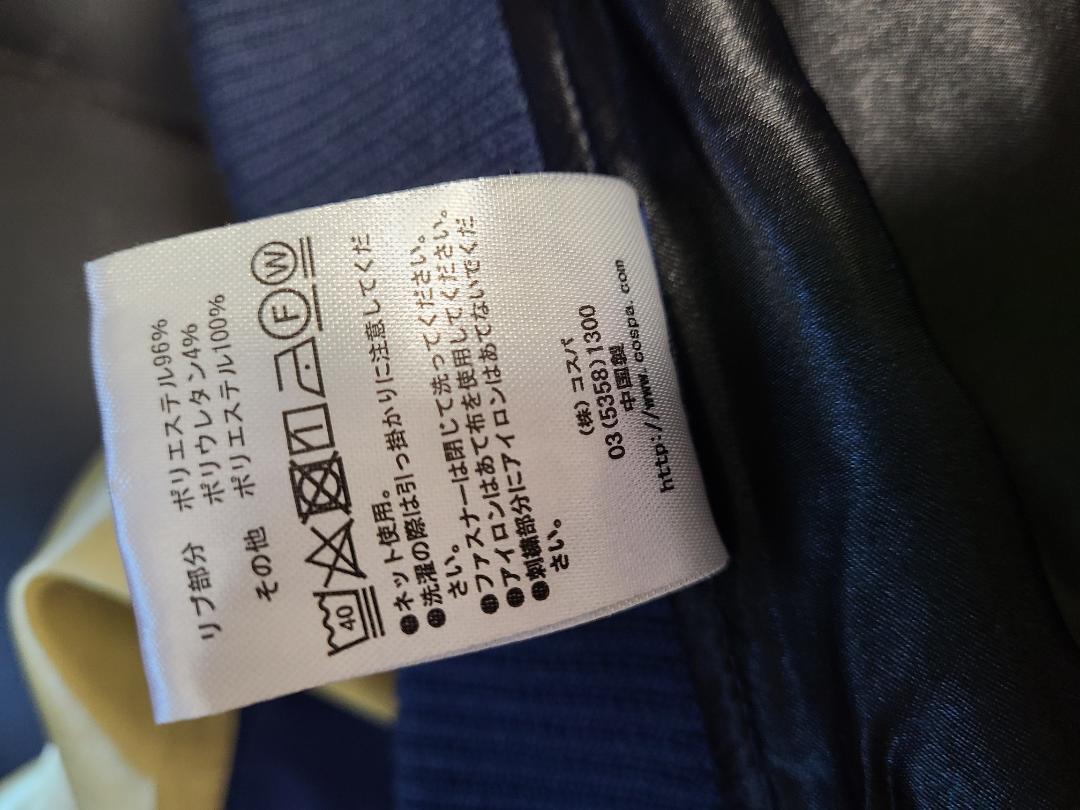 リブ部分 ポリエステル96%
ポリウレタン4%
その他 ポリエステル100%
40 F W
●ネット使用。
●洗濯の際は引っ掛かりに注意してくだ
さい。
●ファスナーは閉じて洗ってください。
●アイロンはあて布を使用してください。
●刺繍部分にアイロンはあてないでくだ
さい。
(株)コスパ
03(5358)1300
中国製
http://www.cospa.com